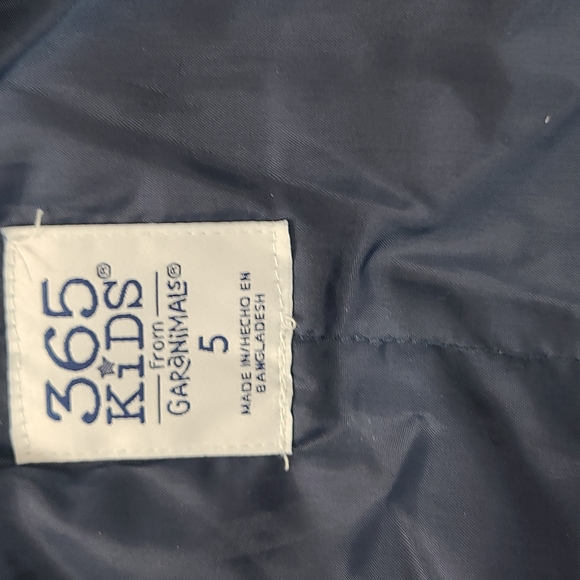 365
KiDS®
from
GARANiMALS®
5
MADE IN/HECHO EN
BANGLADESH